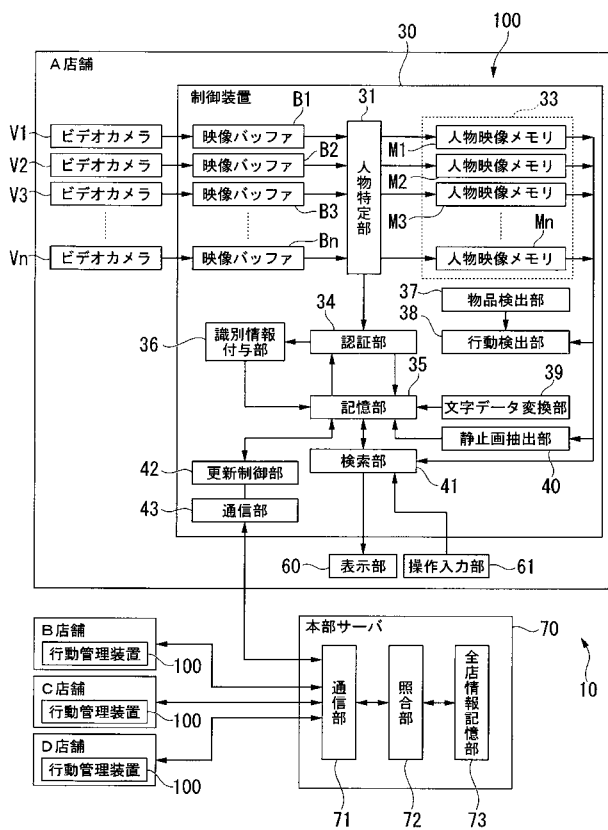 100
30
A店舗
制御装置
31
33
V1
ビデオカメラ
映像バッファ
B1
M1
人物映像メモリ
V2
ビデオカメラ
映像バッファ
B2
M2
人物映像メモリ
V3
ビデオカメラ
映像バッファ
B3
M3
人物映像メモリ
Vn
ビデオカメラ
映像バッファ
Bn
人物特定部
人物映像メモリ
Mn
37
物品検出部
34
38
36
識別情報
付与部
認証部
行動検出部
35
39
記憶部
文字データ変換部
静止画抽出部
42
更新制御部
検索部
41
40
43
通信部
60
表示部
操作入力部
61
本部サーバ
70
B店舗
行動管理装置
100
10
C店舗
行動管理装置
100
D店舗
行動管理装置
100
通信部
照合部
全店情報記憶部
71
72
73